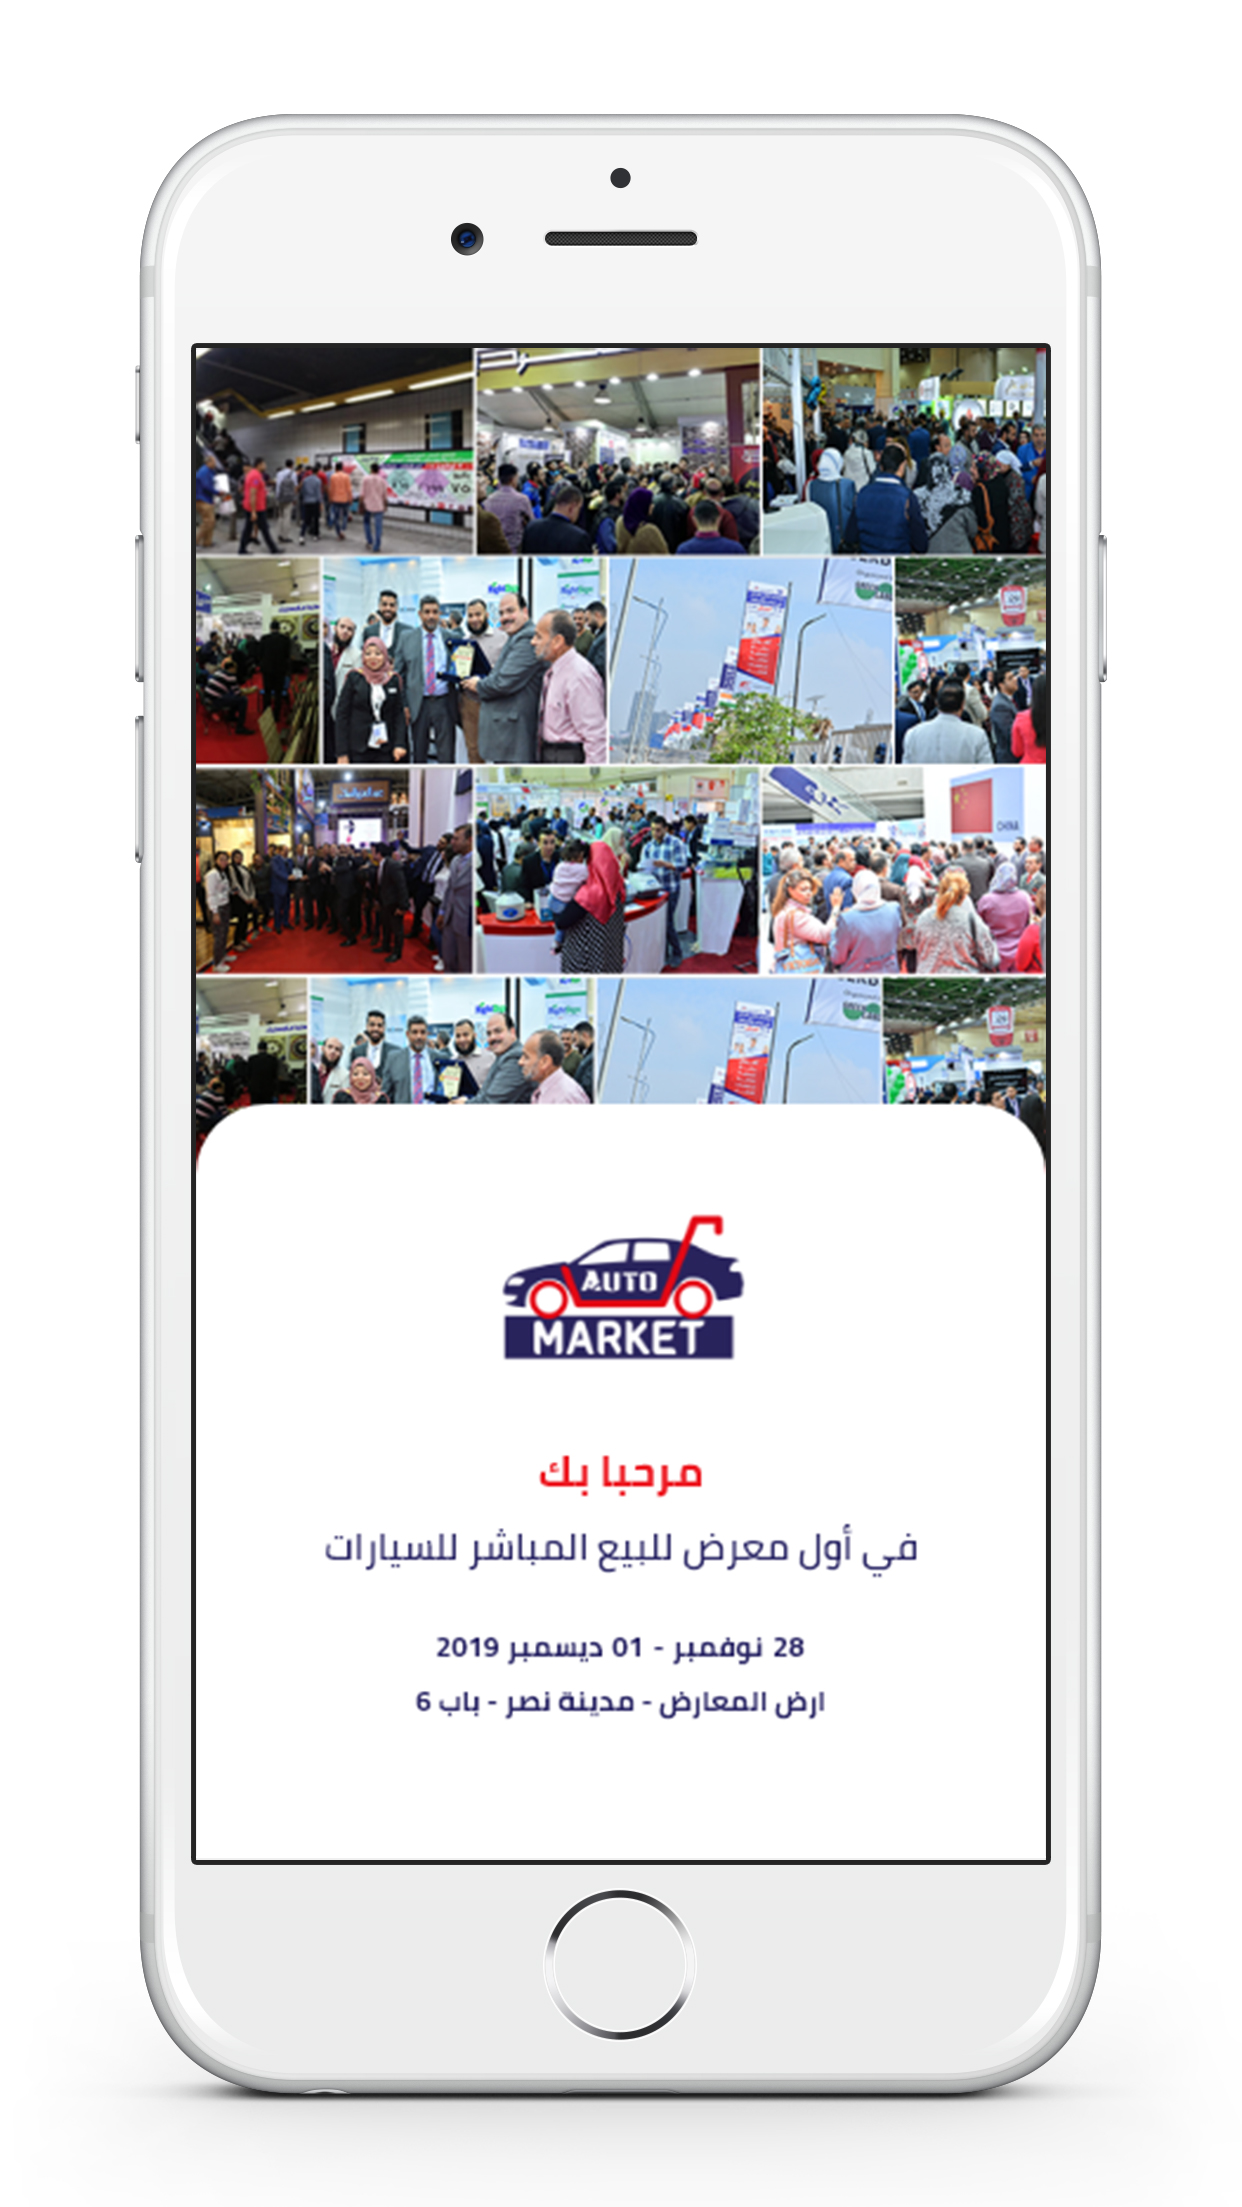 CHINA
AUTO
MARKET
مرحبا بك
في أول معرض للبيع المباشر للسيارات
28 نوفمبر - 01 ديسمبر 2019
ارض المعارض - مدينة نصر - باب 6